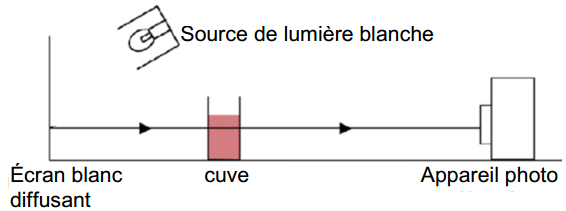 Source de lumière blanche
Écran blanc
diffusant
cuve
Appareil photo